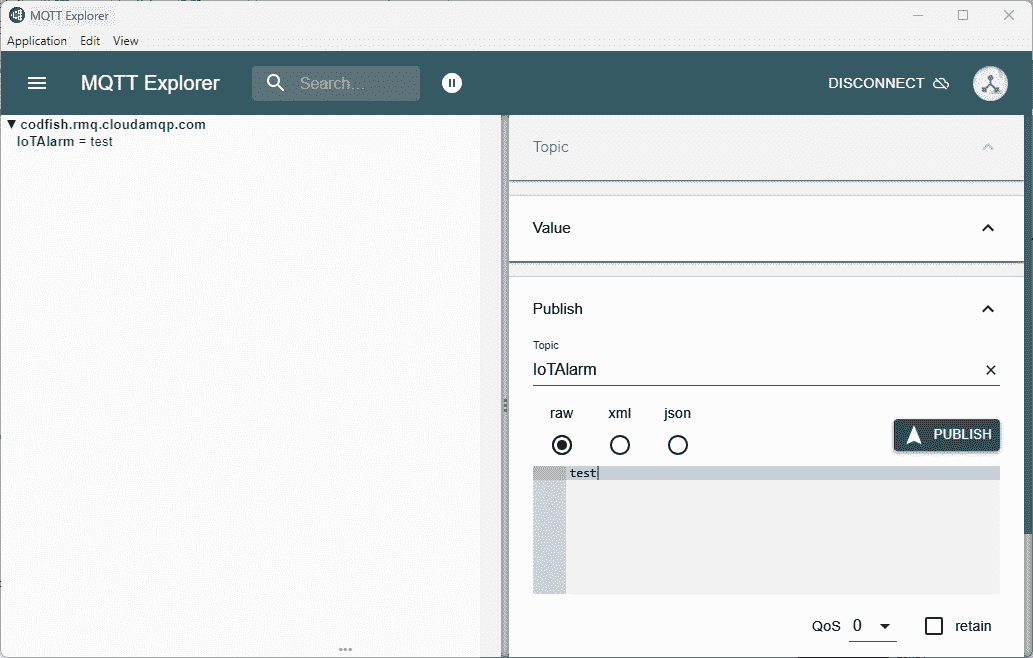 MQTT Explorer
Application Edit View
MQTT Explorer Search... DISCONNECT
▼ codfish.rmq.cloudamqp.com
IoTAlarm = test
Topic
Value
Publish
Topic
IoTAlarm
raw xml json
PUBLISH
test
QoS 0 retain